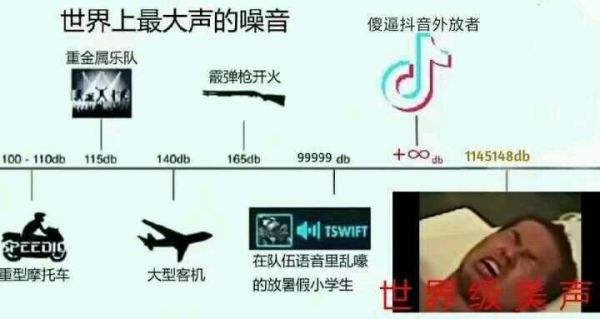 世界上最大声的噪音
傻逼抖音外放者
重金属乐队
霰弹枪开火
100 - 110db
115db
140db
165db
99999 db
+∞db
1145148db
SPEEDIO
TSWIFT
重型摩托车
大型客机
在队伍语音里乱嚎
的放暑假小学生
世界级美声